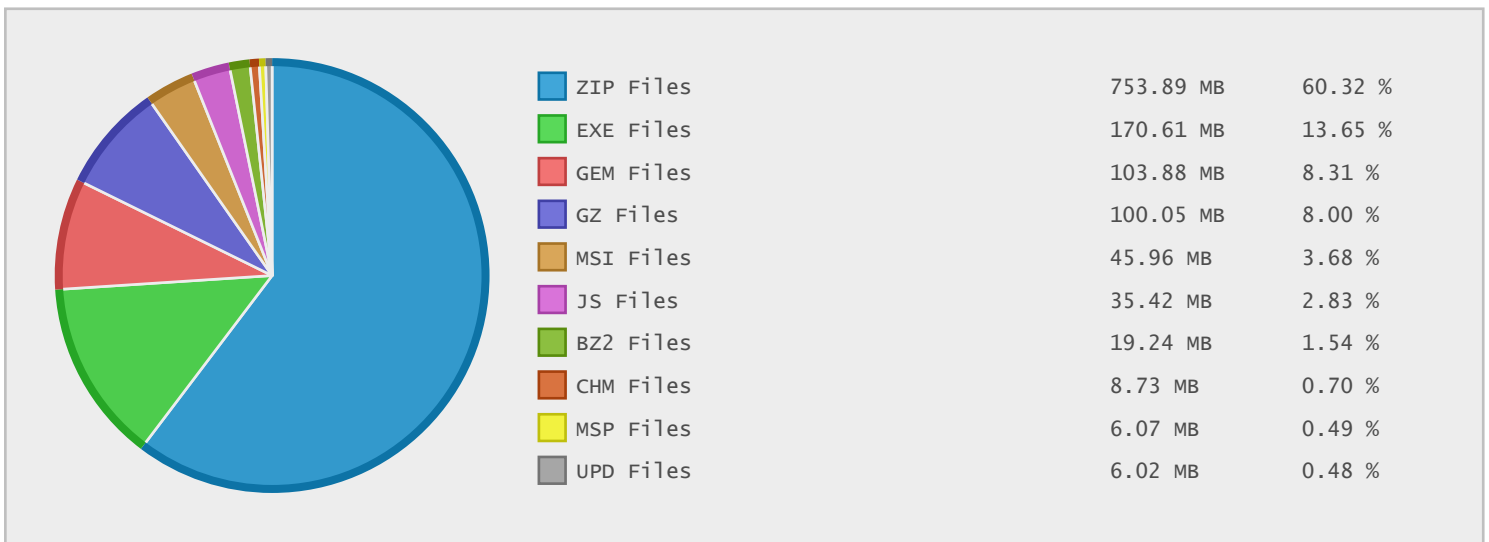 ZIP Files 753.89 MB 60.32 %
EXE Files 170.61 MB 13.65 %
GEM Files 103.88 MB 8.31 %
GZ Files 100.05 MB 8.00 %
MSI Files 45.96 MB 3.68 %
JS Files 35.42 MB 2.83 %
BZ2 Files 19.24 MB 1.54 %
CHM Files 8.73 MB 0.70 %
MSP Files 6.07 MB 0.49 %
UPD Files 6.02 MB 0.48 %